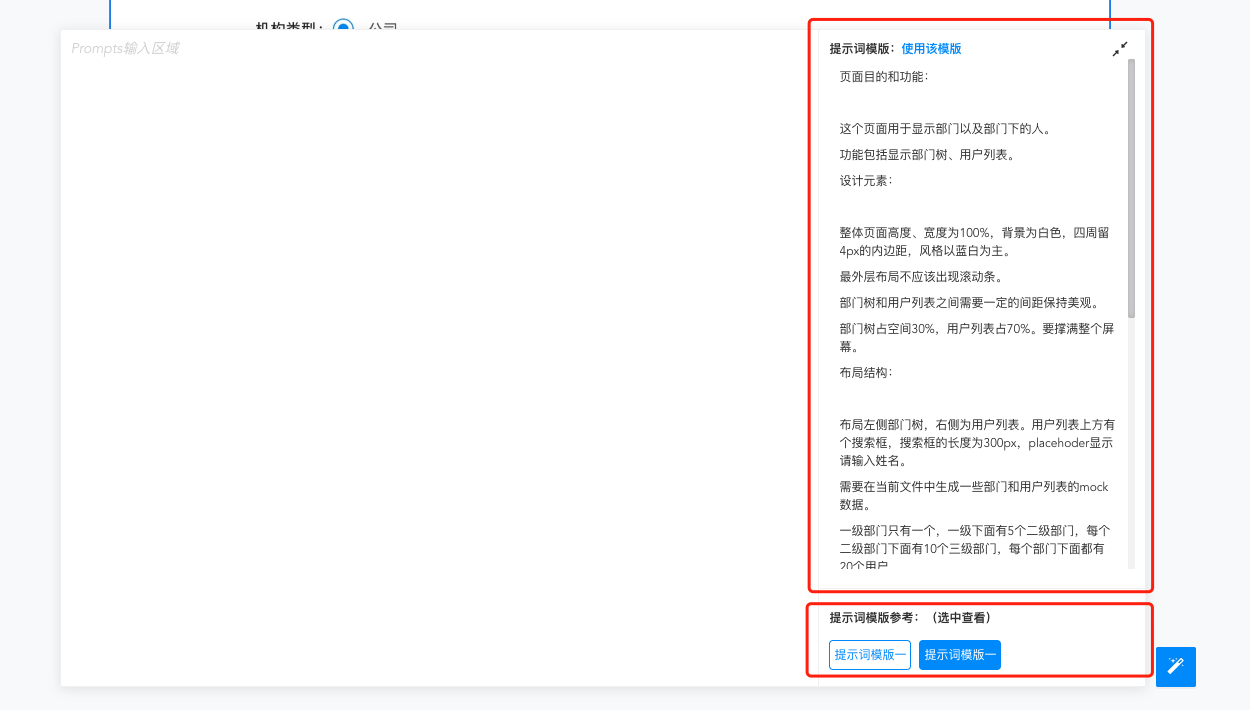 机构类型：
公司
Prompts输入区域
提示词模版：使用该模版
页面目的和功能：
这个页面用于显示部门以及部门下的人。
功能包括显示部门树、用户列表。
设计元素：
整体页面高度、宽度为100%，背景为白色，四周留
4px的内边距，风格以蓝白为主。
最外层布局不应该出现滚动条。
部门树和用户列表之间需要一定的间距保持美观。
部门树占空间30%，用户列表占70%。要撑满整个屏
幕。
布局结构：
布局左侧部门树，右侧为用户列表。用户列表上方有
个搜索框，搜索框的长度为300px，placehoder显示
请输入姓名。
需要在当前文件中生成一些部门和用户列表的mock
数据。
一级部门只有一个，一级下面有5个二级部门，每个
二级部门下面有10个三级部门，每个部门下面都有
20个用户
提示词模版参考：（选中查看）
提示词模版一
提示词模版一